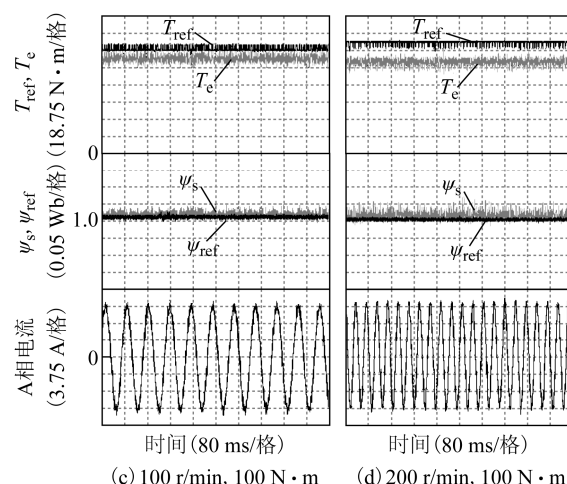 T_ref, T_e
(18.75 N·m/格)
T_ref
T_e
0
T_ref
T_e
ψ_s, ψ_ref
(0.05 Wb/格)
1.0
ψ_s
ψ_ref
ψ_s
ψ_ref
A相电流
(3.75 A/格)
0
时间(80 ms/格)
时间(80 ms/格)
(c) 100 r/min, 100 N·m
(d) 200 r/min, 100 N·m